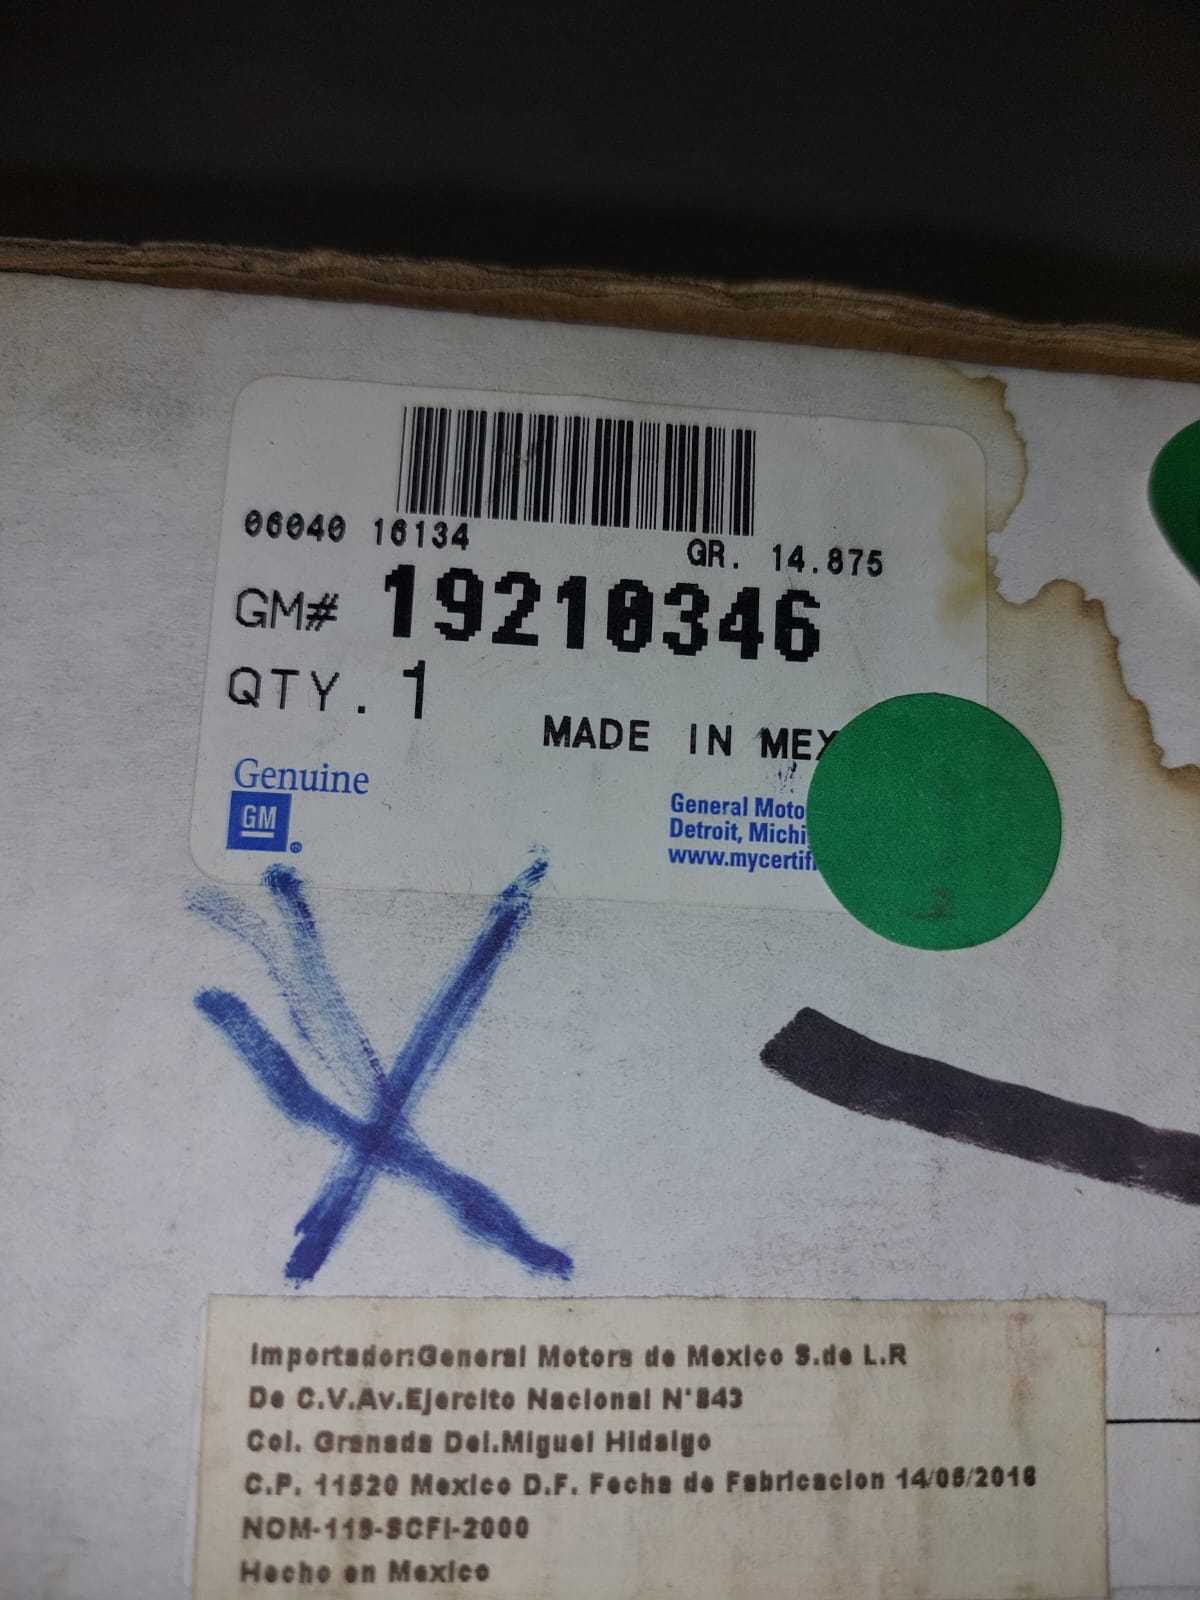 06040 16134
GR. 14.875
GM# 19210346
QTY. 1
MADE IN MEX
Genuine
GM
General Moto
Detroit, Michi
www.mycertif
Importador:General Motors de Mexico S.de L.R
De C.V.Av.Ejercito Nacional N°843
Col. Granada Del.Miguel Hidalgo
C.P. 11520 Mexico D.F. Fecha de Fabricacion 14/05/2016
NOM-119-SCFI-2000
Hecho en Mexico